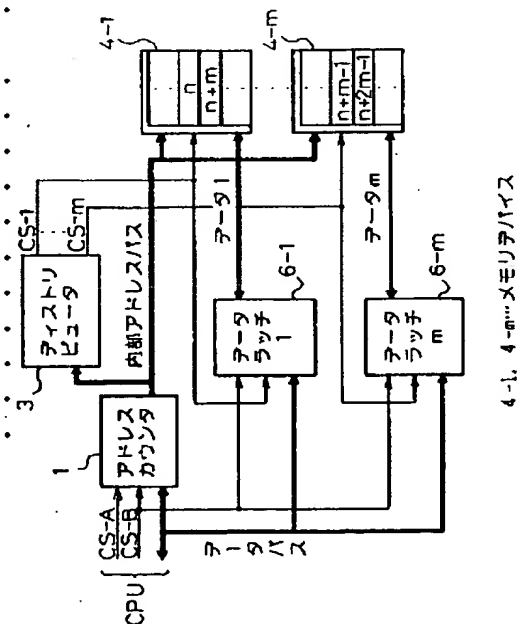 4-1
4-m
n
n+m
n+m-1
n+2m-1
CS-1
CS-m
ディストリ
ビュータ
3
内部アドレスバス
データ1
データm
6-1
データ
ラッチ
1
6-m
データ
ラッチ
m
1
アドレス
カウンタ
CS-A
CS-B
CPU
データバス
4-1, 4-m…メモリデバイス